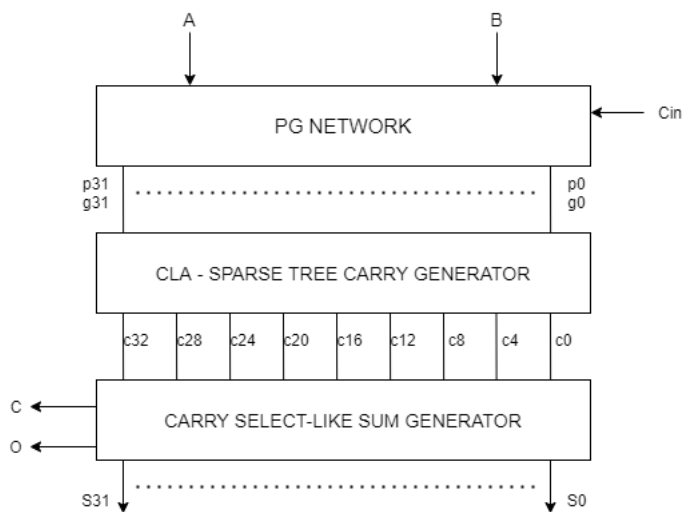 A B
PG NETWORK
Cin
p31 p0
g31 g0
CLA - SPARSE TREE CARRY GENERATOR
c32 c28 c24 c20 c16 c12 c8 c4 c0
C
CARRY SELECT-LIKE SUM GENERATOR
O
S31 S0